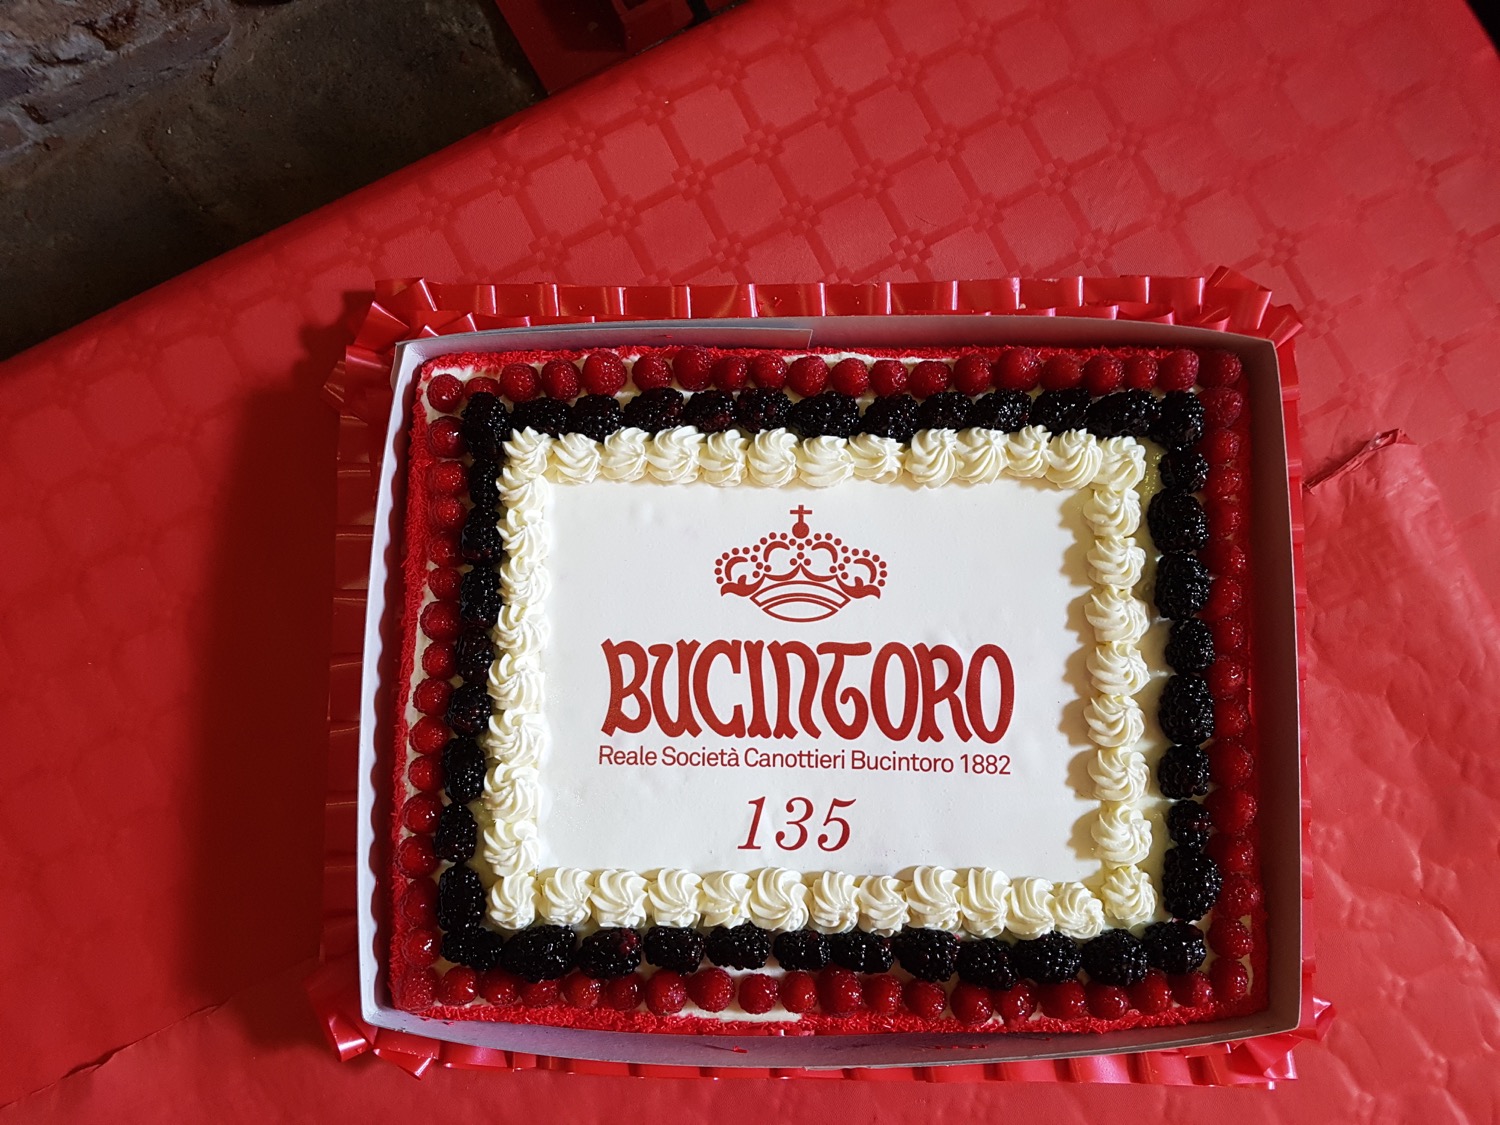 BUCINTORO
Reale Società Canottieri Bucintoro 1882
135